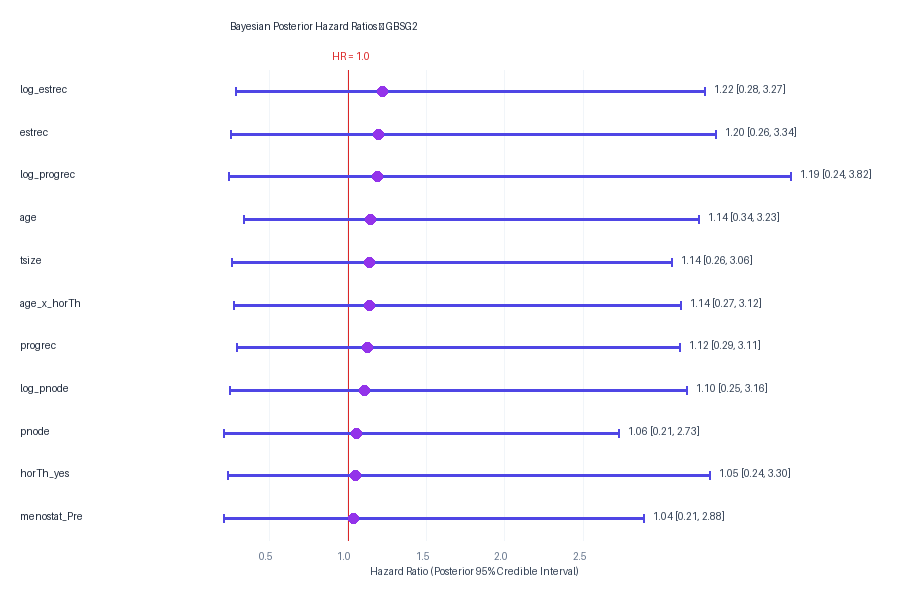 Bayesian Posterior Hazard Ratios ▯ GBSG2
HR = 1.0
log_estrec 1.22 [0.28, 3.27]
estrec 1.20 [0.26, 3.34]
log_progrec 1.19 [0.24, 3.82]
age 1.14 [0.34, 3.23]
tsize 1.14 [0.26, 3.06]
age_x_horTh 1.14 [0.27, 3.12]
progrec 1.12 [0.29, 3.11]
log_pnode 1.10 [0.25, 3.16]
pnode 1.06 [0.21, 2.73]
horTh_yes 1.05 [0.24, 3.30]
menostat_Pre 1.04 [0.21, 2.88]
0.5 1.0 1.5 2.0 2.5
Hazard Ratio (Posterior 95% Credible Interval)